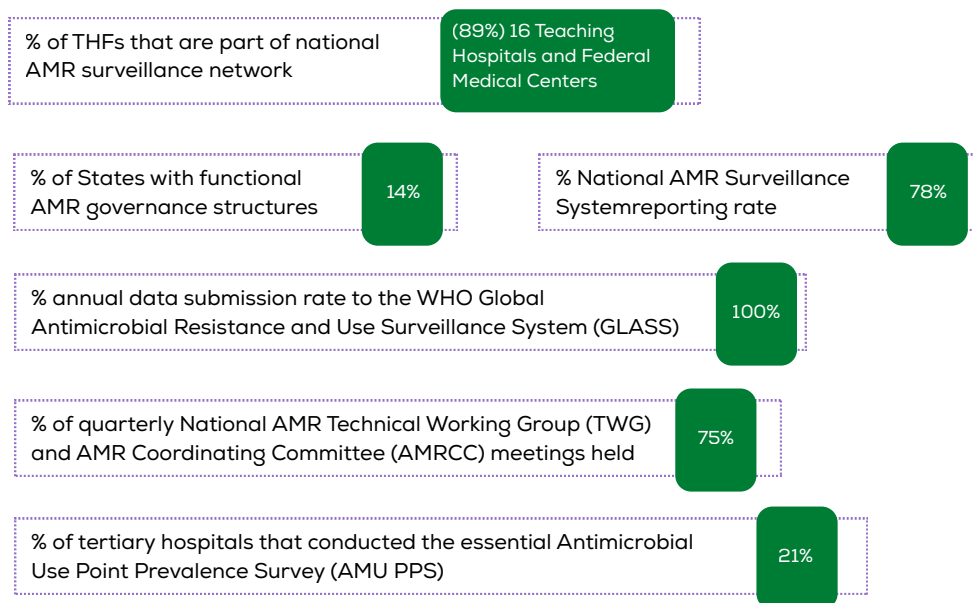 % of THFs that are part of national
AMR surveillance network
(89%) 16 Teaching
Hospitals and Federal
Medical Centers
% of States with functional
AMR governance structures
14%
% National AMR Surveillance
Systemreporting rate
78%
% annual data submission rate to the WHO Global
Antimicrobial Resistance and Use Surveillance System (GLASS)
100%
% of quarterly National AMR Technical Working Group (TWG)
and AMR Coordinating Committee (AMRCC) meetings held
75%
% of tertiary hospitals that conducted the essential Antimicrobial
Use Point Prevalence Survey (AMU PPS)
21%